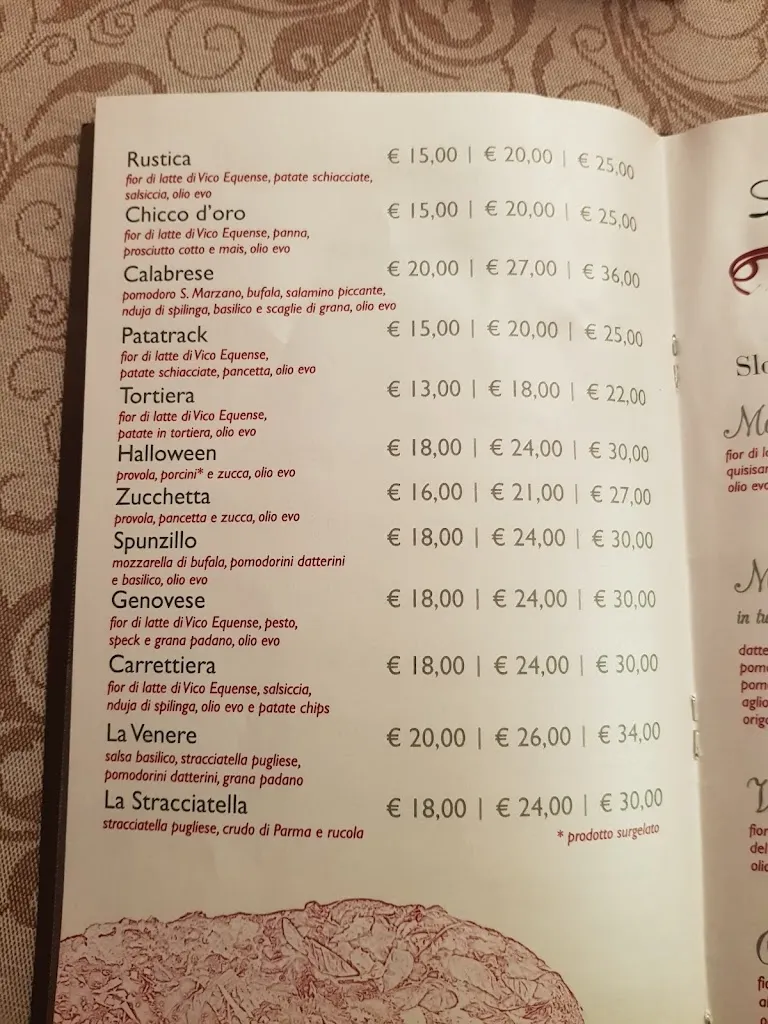 Rustica € 15,00 | € 20,00 | € 25,00
fior di latte di Vico Equense, patate schiacciate,
salsiccia, olio evo
Chicco d'oro € 15,00 | € 20,00 | € 25,00
fior di latte di Vico Equense, panna,
prosciutto cotto e mais, olio evo
Calabrese € 20,00 | € 27,00 | € 36,00
pomodoro S. Marzano, bufala, salamino piccante,
nduja di spilinga, basilico e scaglie di grana, olio evo
Patatrack € 15,00 | € 20,00 | € 25,00
fior di latte di Vico Equense,
patate schiacciate, pancetta, olio evo
Tortiera € 13,00 | € 18,00 | € 22,00
fior di latte di Vico Equense,
patate in tortiera, olio evo
Halloween € 18,00 | € 24,00 | € 30,00
provola, porcini* e zucca, olio evo
Zucchetta € 16,00 | € 21,00 | € 27,00
provola, pancetta e zucca, olio evo
Spunzillo € 18,00 | € 24,00 | € 30,00
mozzarella di bufala, pomodorini datterini
e basilico, olio evo
Genovese € 18,00 | € 24,00 | € 30,00
fior di latte di Vico Equense, pesto,
speck e grana padano, olio evo
Carrettiera € 18,00 | € 24,00 | € 30,00
fior di latte di Vico Equense, salsiccia,
nduja di spilinga, olio evo e patate chips
La Venere € 20,00 | € 26,00 | € 34,00
salsa basilico, stracciatella pugliese,
pomodorini datterini, grana padano
La Stracciatella € 18,00 | € 24,00 | € 30,00
stracciatella pugliese, crudo di Parma e rucola
* prodotto surgelato
fior di
olio
in